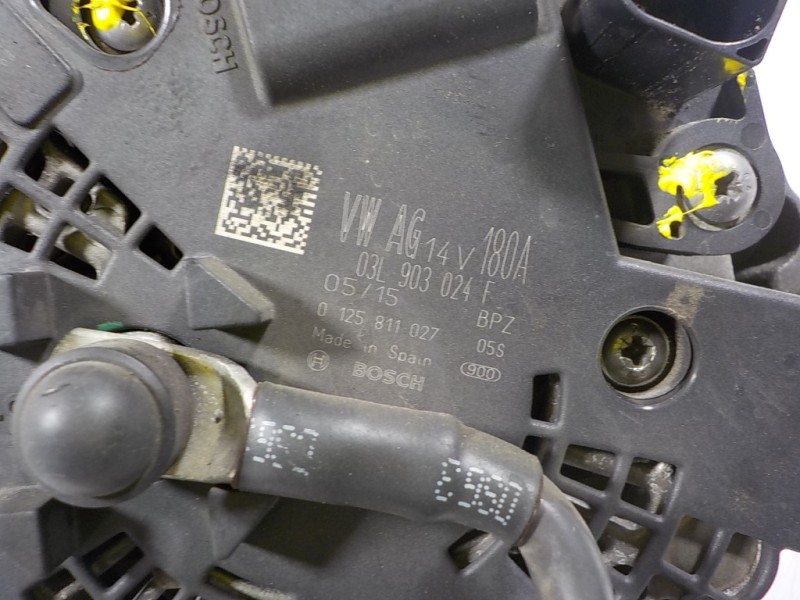 BOSCH
VW AG 14V 180A
03L 903 024 F
05/15 BPZ
0 125 811 027 05S
Made in Spain
BOSCH 900